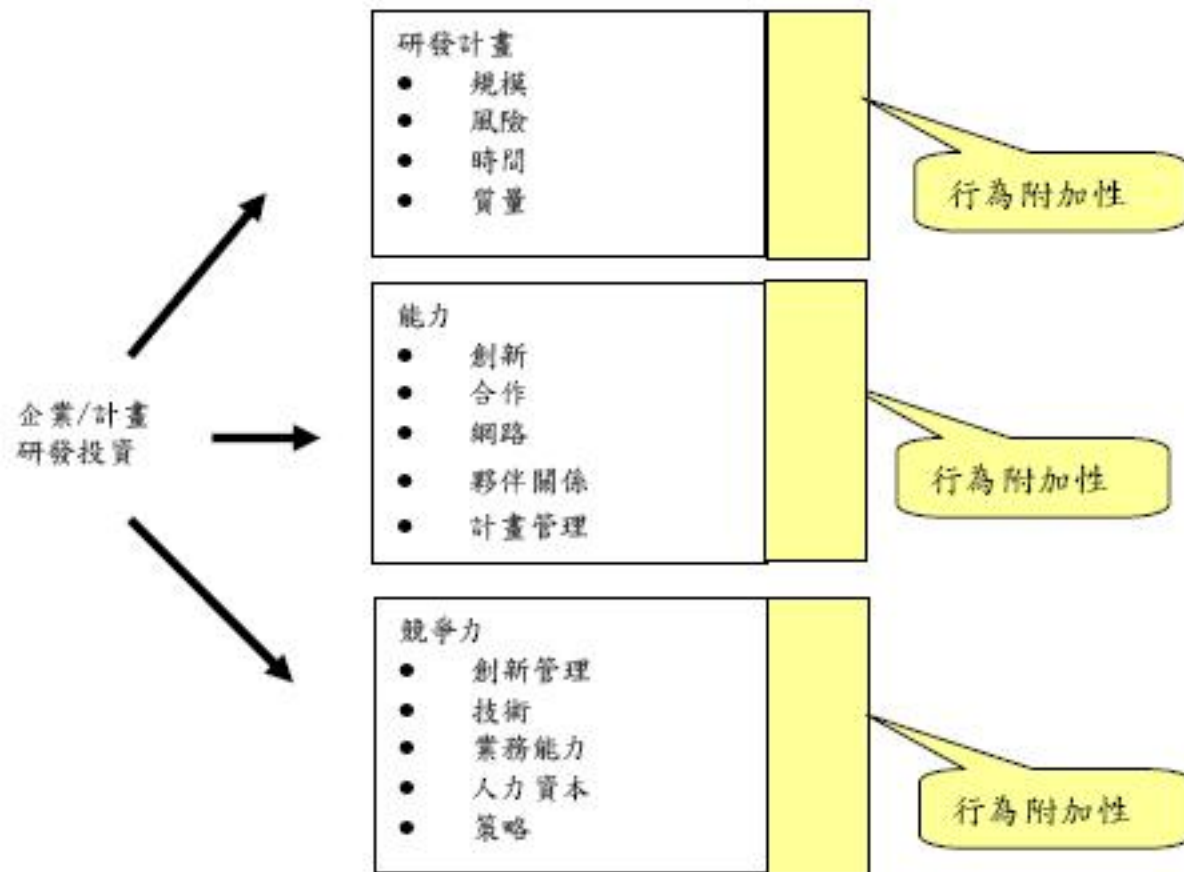 研發計畫
● 規模
● 風險
● 時間
● 質量
行為附加性
能力
● 創新
● 合作
● 網路
● 夥伴關係
● 計畫管理
行為附加性
企業/計畫
研發投資
競爭力
● 創新管理
● 技術
● 業務能力
● 人力資本
● 策略
行為附加性